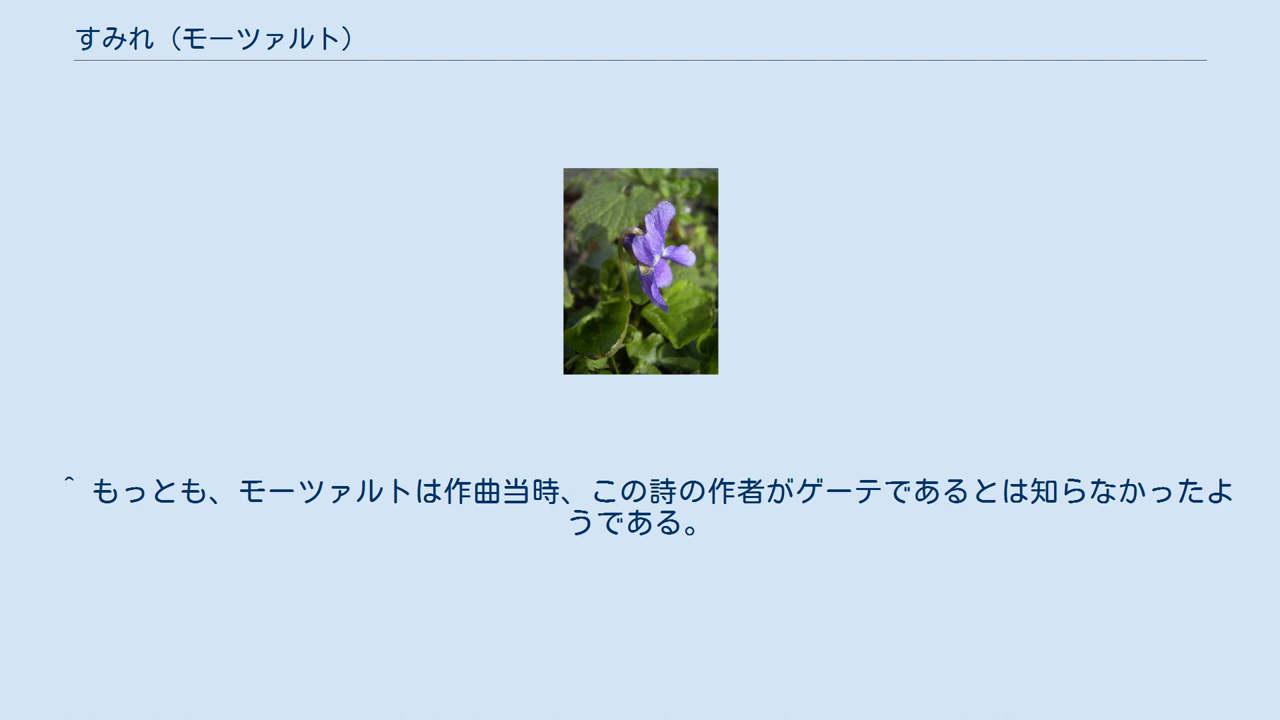 すみれ（モーツァルト）
^ もっとも、モーツァルトは作曲当時、この詩の作者がゲーテであるとは知らなかったよ
うである。